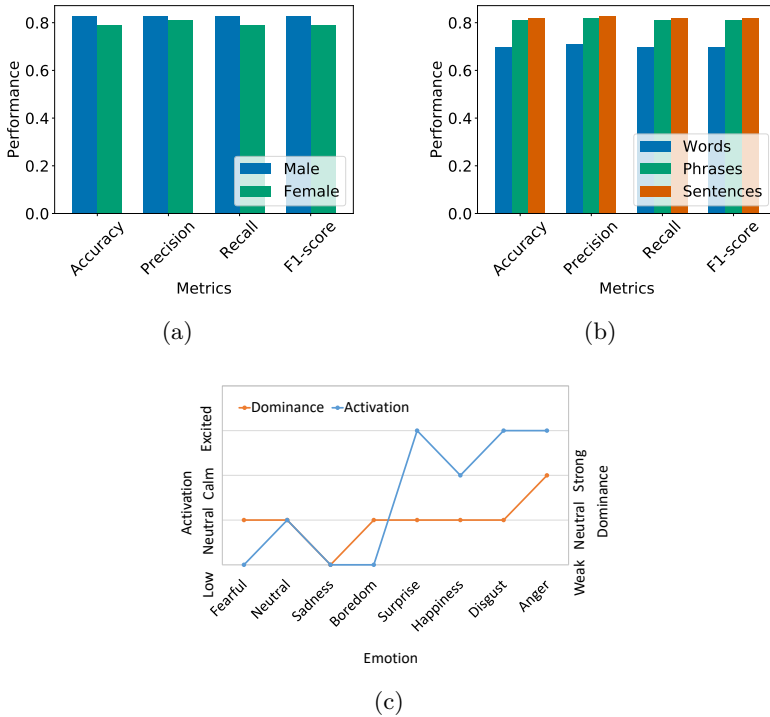 0.8
0.6
0.4
0.2
0.0
Performance
Male
Female
Accuracy
Precision
Recall
F1-score
Metrics
(a)
0.8
0.6
0.4
0.2
0.0
Performance
Words
Phrases
Sentences
Accuracy
Precision
Recall
F1-score
Metrics
(b)
Dominance
Activation
Activation
Low
Neutral
Calm
Excited
Weak
Neutral
Strong
Dominance
Fearful
Neutral
Sadness
Boredom
Surprise
Happiness
Disgust
Anger
Emotion
(c)